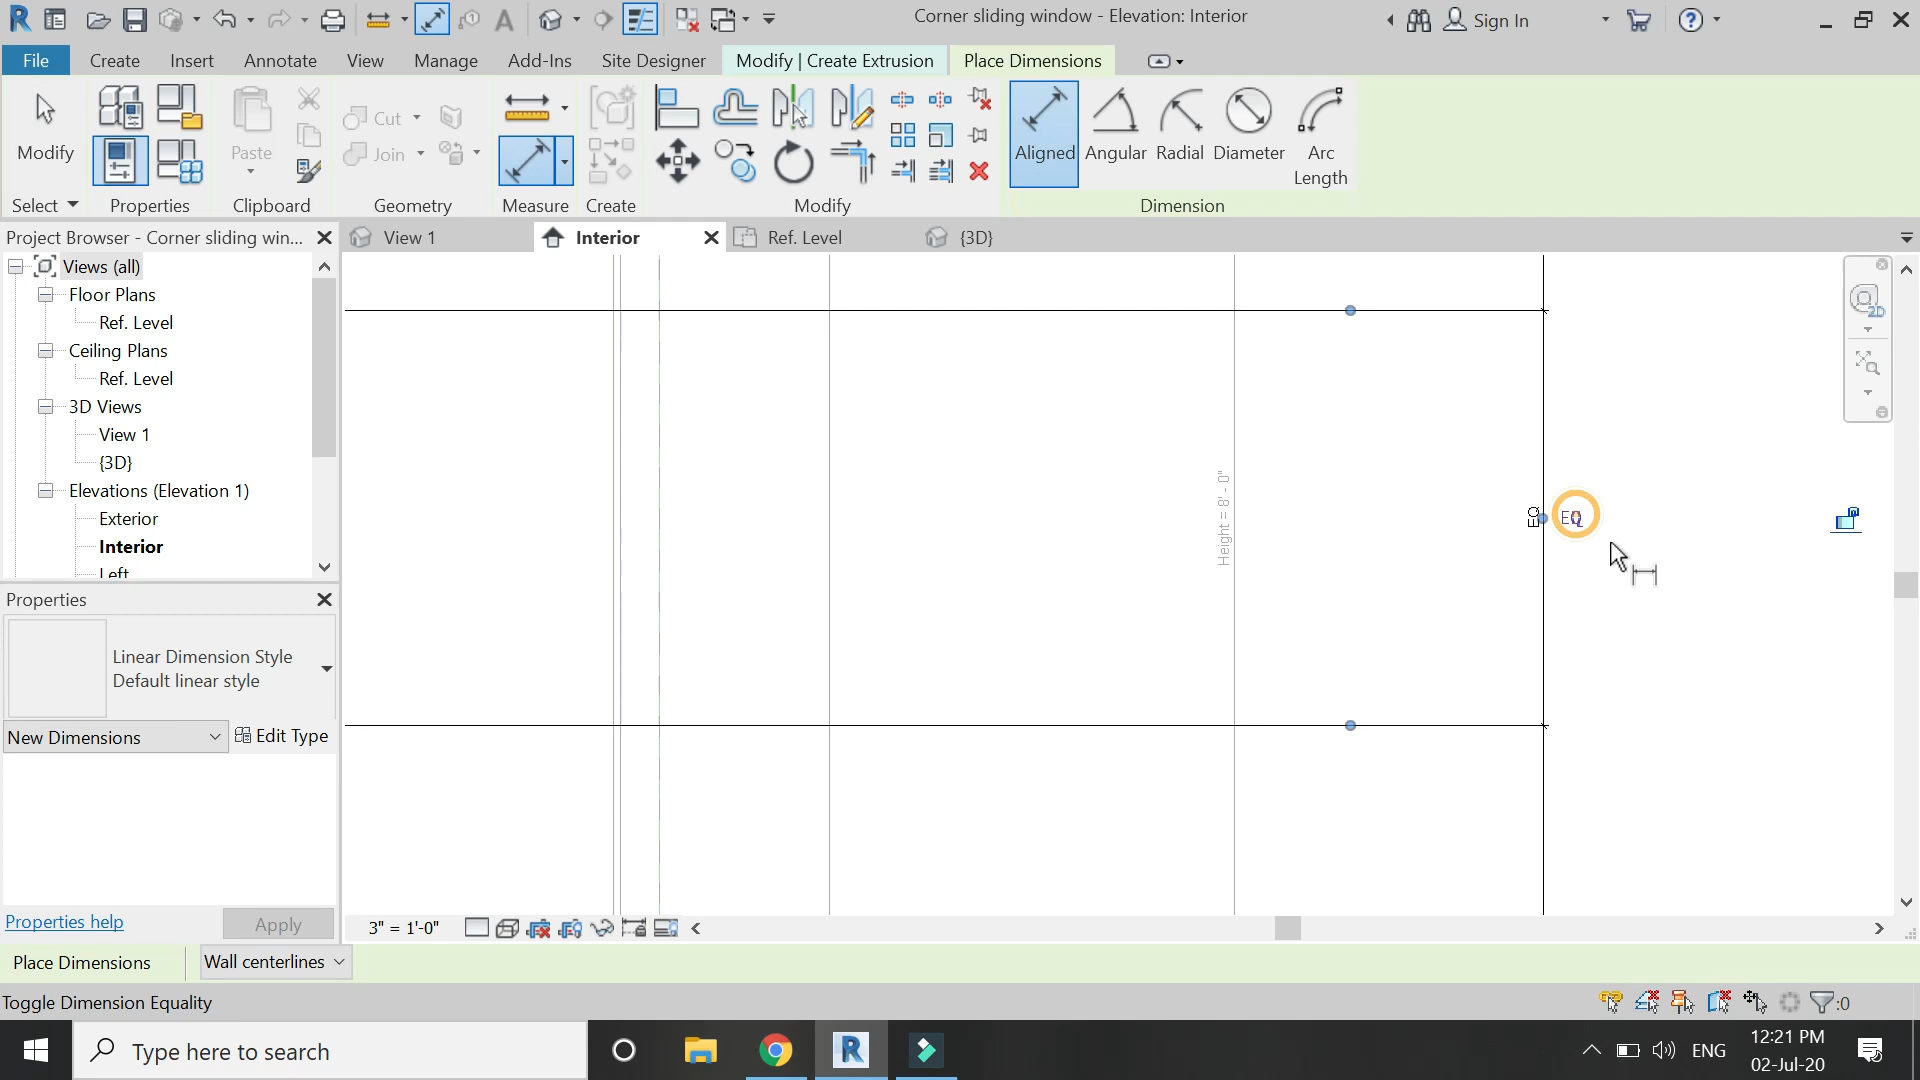 Corner sliding window - Elevation: Interior
Sign In
File
Create
Insert
Annotate
View
Manage
Add-Ins
Site Designer
Modify | Create Extrusion
Place Dimensions
Modify
Paste
Cut
Join
Aligned
Angular
Radial
Diameter
Arc
Length
Select
Properties
Clipboard
Geometry
Measure
Create
Modify
Dimension
Project Browser - Corner sliding win...
View 1
Interior
Ref. Level
{3D}
Views (all)
Floor Plans
Ref. Level
Ceiling Plans
Ref. Level
3D Views
View 1
{3D}
Elevations (Elevation 1)
Exterior
Interior
Left
Height = 8' - 0"
EQ
EQ
2D
Properties
Linear Dimension Style
Default linear style
New Dimensions
Edit Type
Properties help
Apply
3" = 1'-0"
Place Dimensions
Wall centerlines
Toggle Dimension Equality
:0
Type here to search
ENG
12:21 PM
02-Jul-20